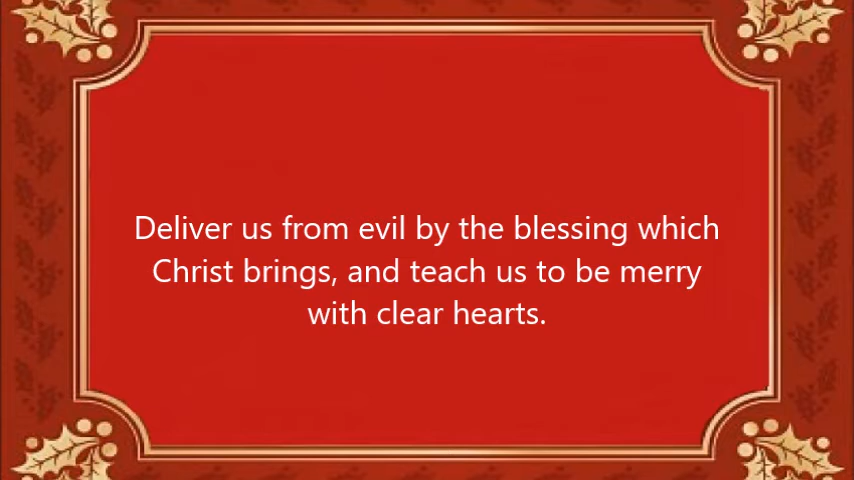 Deliver us from evil by the blessing which
Christ brings, and teach us to be merry
with clear hearts.